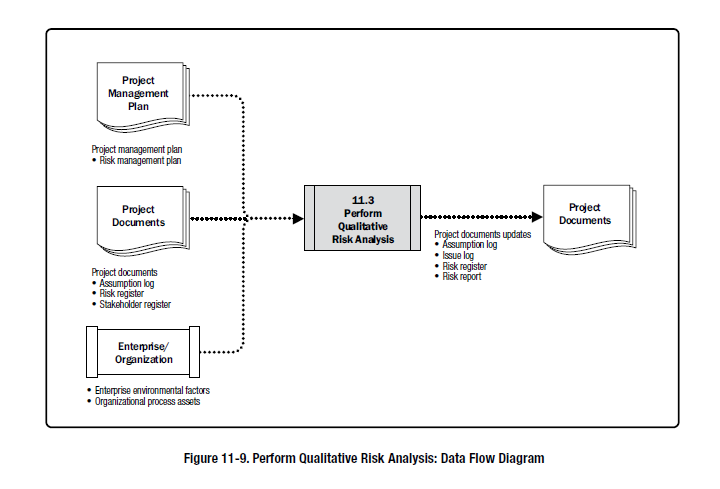 Project
Management
Plan
Project management plan
• Risk management plan
Project
Documents
Project documents
• Assumption log
• Risk register
• Stakeholder register
Enterprise/
Organization
• Enterprise environmental factors
• Organizational process assets
11.3
Perform
Qualitative
Risk Analysis
Project documents updates
• Assumption log
• Issue log
• Risk register
• Risk report
Project
Documents
Figure 11-9. Perform Qualitative Risk Analysis: Data Flow Diagram